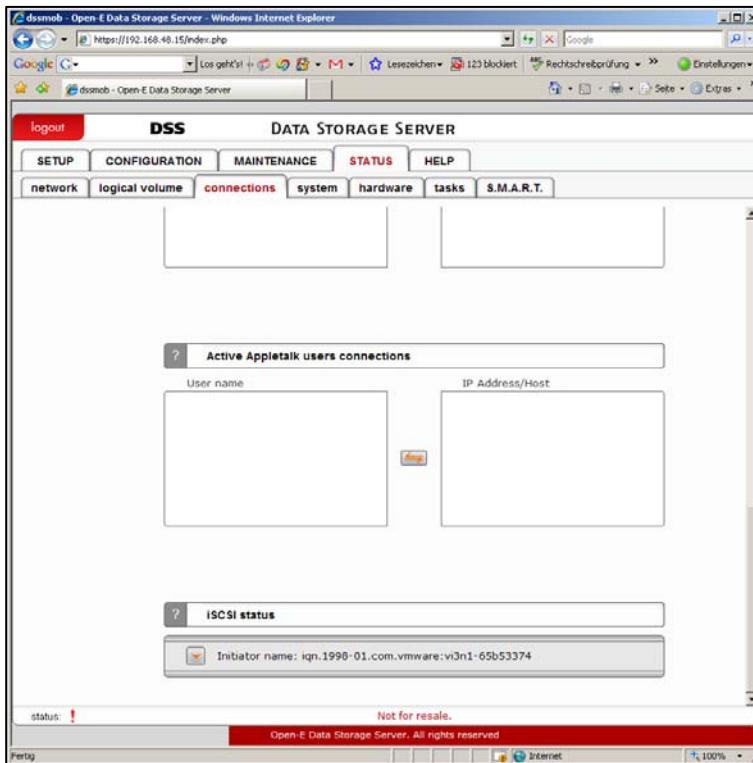 dssmob - Open-E Data Storage Server - Windows Internet Explorer
https://192.168.48.15/index.php
Google
Google G Los geht's! Lesezeichen 123 blockiert Rechtschreibprüfung » Einstellungen
dssmob - Open-E Data Storage Server Seite Extras
logout DSS DATA STORAGE SERVER
SETUP CONFIGURATION MAINTENANCE STATUS HELP
network logical volume connections system hardware tasks S.M.A.R.T.
? Active Appletalk users connections
User name IP Address/Host
? iSCSI status
Initiator name: iqn.1998-01.com.vmware:vi3n1-65b53374
status: ! Not for resale.
Open-E Data Storage Server. All rights reserved
Fertig Internet 100%